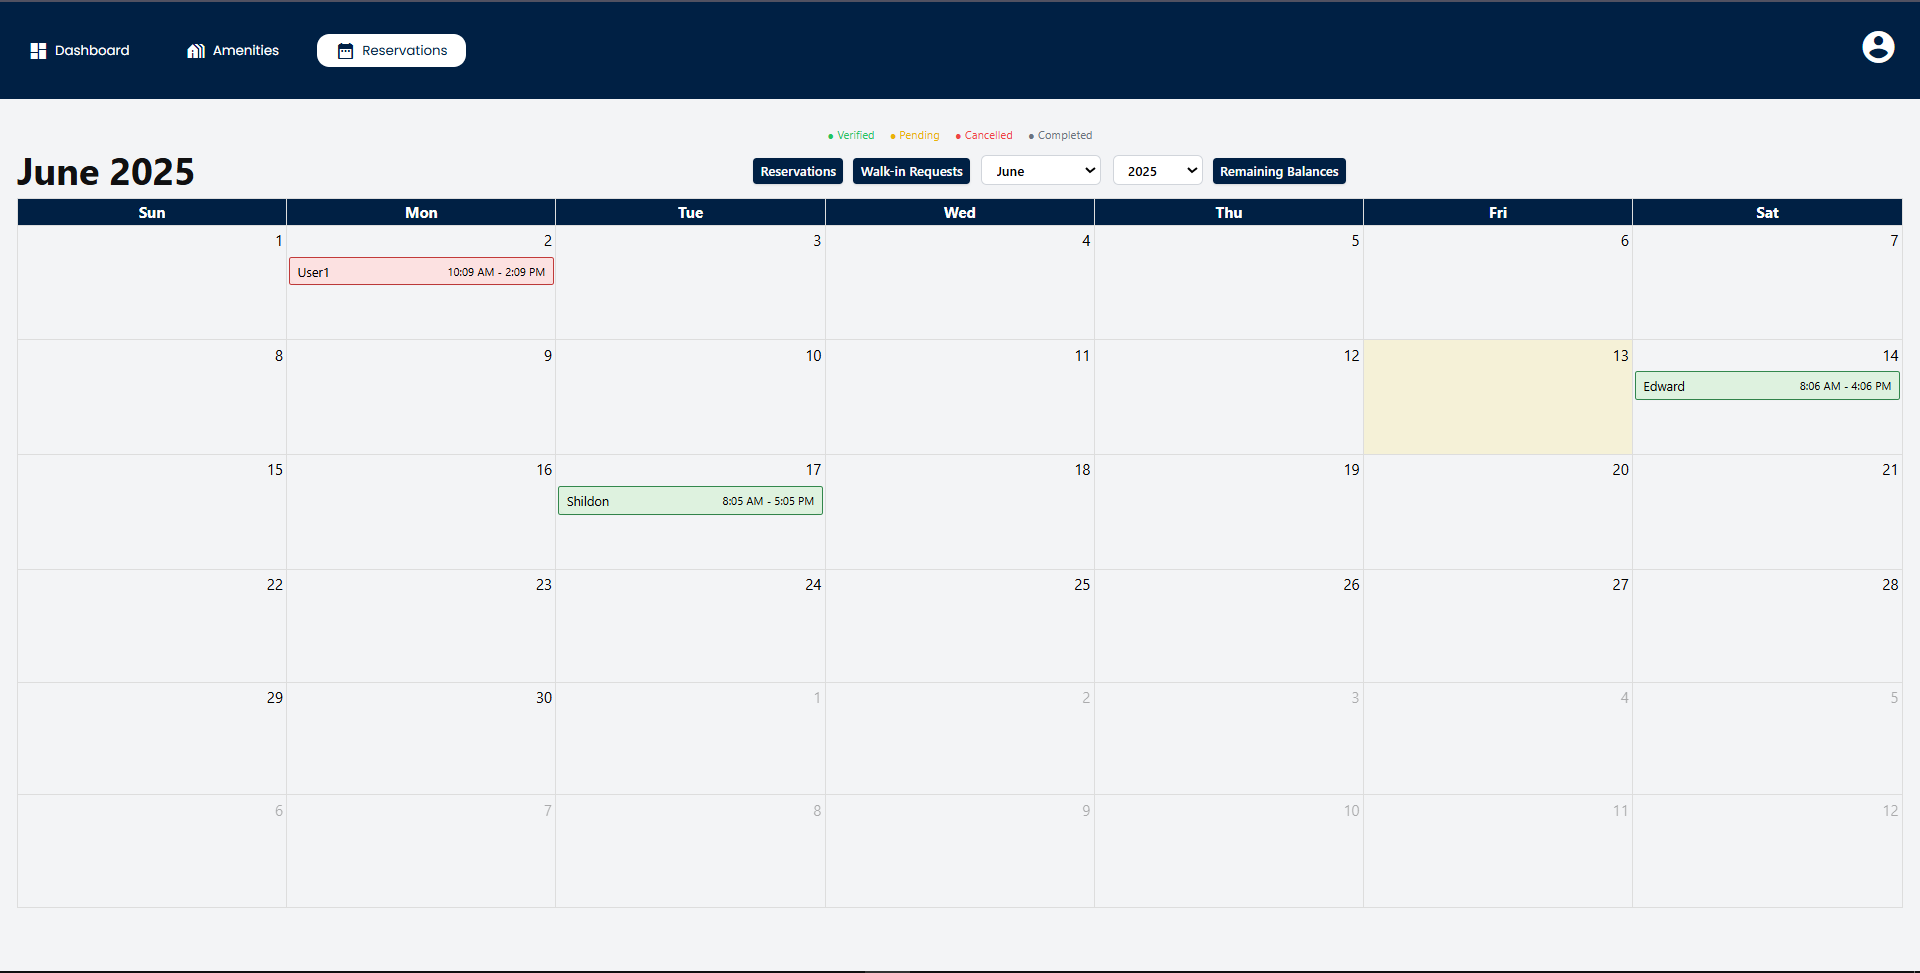 Dashboard Amenities Reservations
● Verified ● Pending ● Cancelled ● Completed
June 2025 Reservations Walk-in Requests June 2025 Remaining Balances
Sun Mon Tue Wed Thu Fri Sat
1 2 3 4 5 6 7
User1 10:09 AM - 2:09 PM
8 9 10 11 12 13 14
Edward 8:06 AM - 4:06 PM
15 16 17 18 19 20 21
Shildon 8:05 AM - 5:05 PM
22 23 24 25 26 27 28
29 30 1 2 3 4 5
6 7 8 9 10 11 12